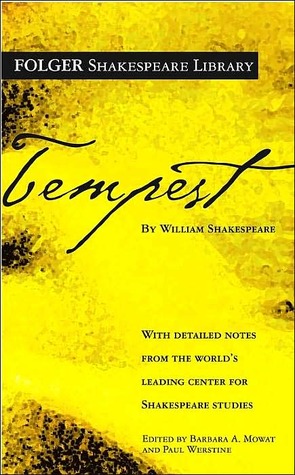 FOLGER SHAKESPEARE LIBRARY
Tempest
BY WILLIAM SHAKESPEARE
WITH DETAILED NOTES
FROM THE WORLD'S
LEADING CENTER FOR
SHAKESPEARE STUDIES
EDITED BY BARBARA A. MOWAT
AND PAUL WERSTINE